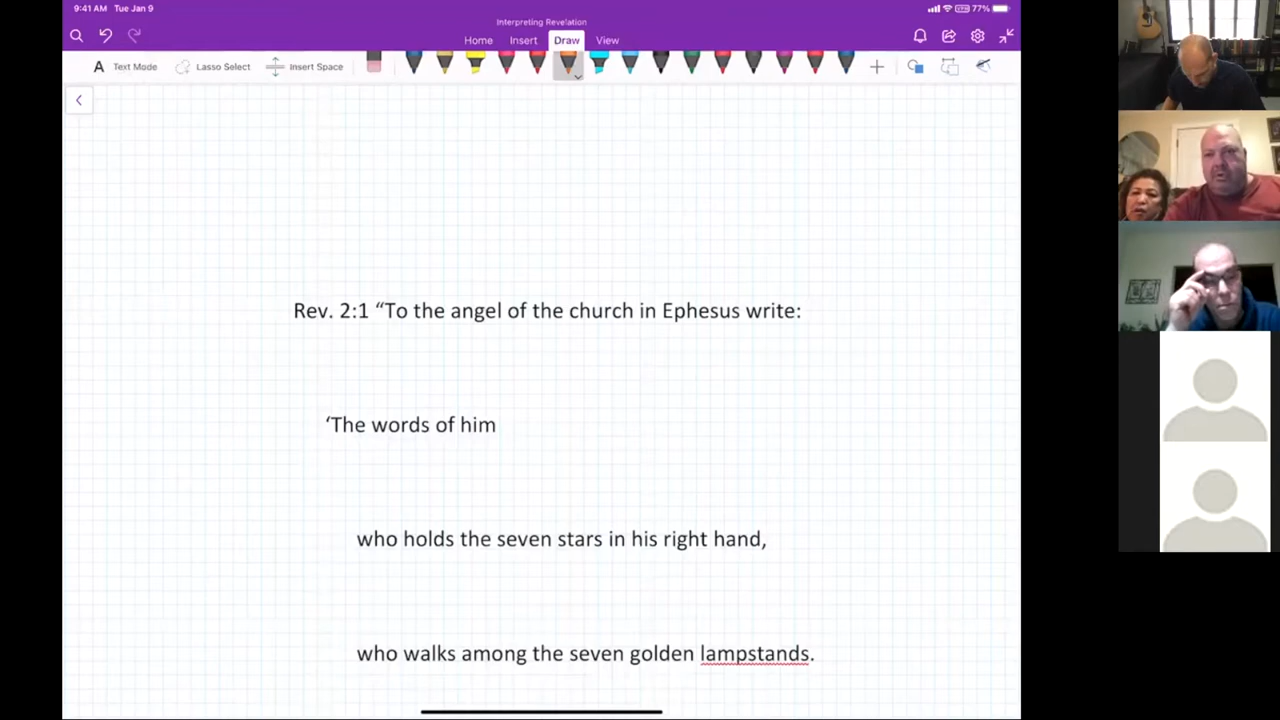 9:41 AM Tue Jan 9
77%
Interpreting Revelation
Home Insert Draw View
A Text Mode Lasso Select Insert Space
Rev. 2:1 “To the angel of the church in Ephesus write:
‘The words of him
who holds the seven stars in his right hand,
who walks among the seven golden lampstands.